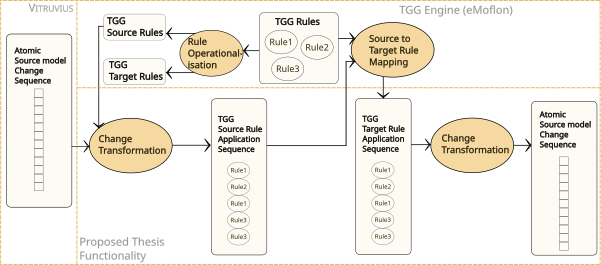 VITRUVIUS
TGG Engine (eMoflon)
Atomic
Source model
Change
Sequence
TGG
Source Rules
TGG
Target Rules
Rule
Operational-
isation
TGG Rules
Rule1
Rule2
Rule3
Source to
Target Rule
Mapping
Change
Transformation
TGG
Source Rule
Application
Sequence
Rule1
Rule2
Rule1
Rule3
Rule3
TGG
Target Rule
Application
Sequence
Rule1
Rule2
Rule1
Rule3
Rule3
Change
Transformation
Atomic
Source model
Change
Sequence
Proposed Thesis
Functionality